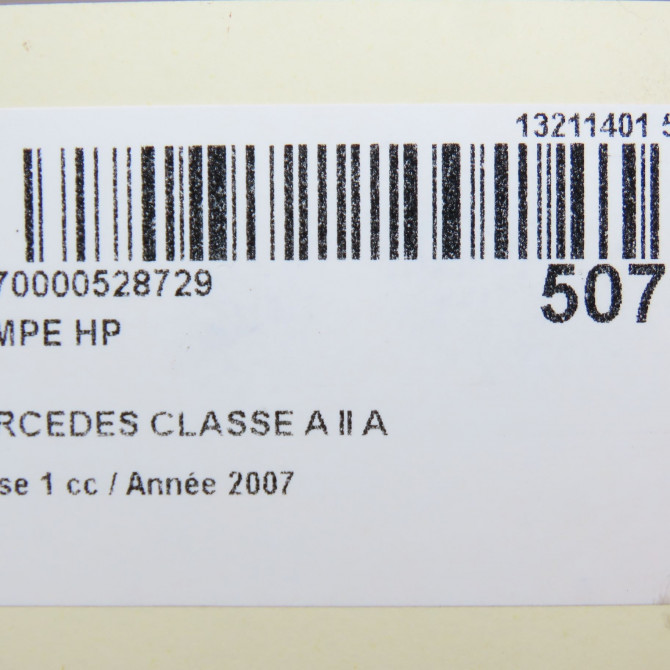 13211401 5
70000528729
507
MPE HP
RCEDES CLASSE A II A
se 1 cc / Année 2007